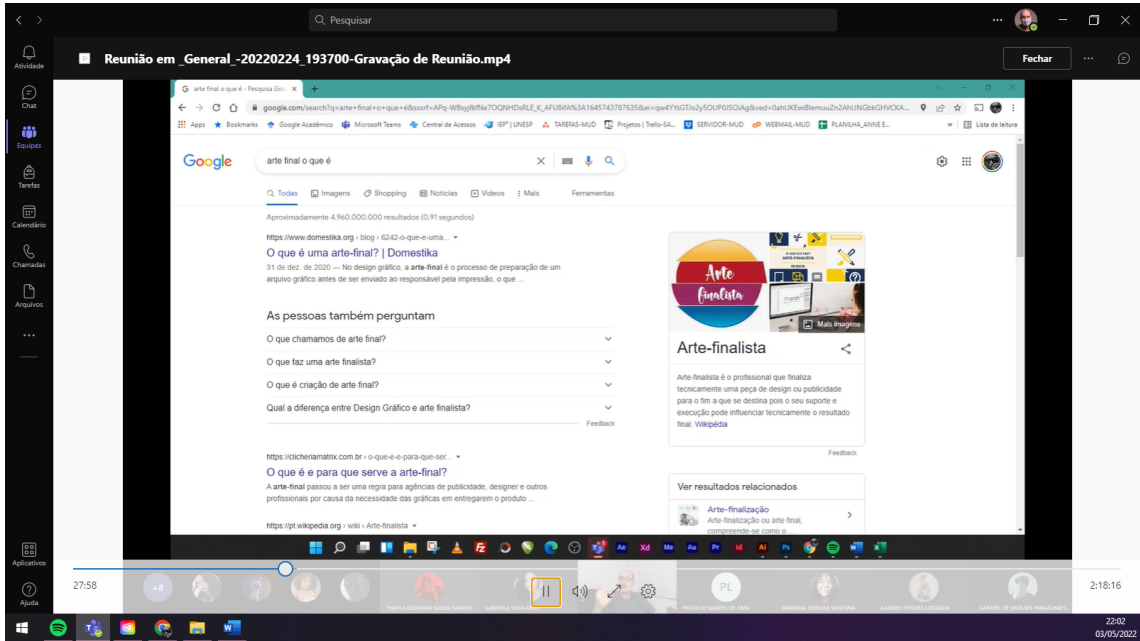 Pesquisar
Reunião em _General_-20220224_193700-Gravação de Reunião.mp4
Fechar
Atividade
Chat
Equipes
Tarefas
Calendário
Chamadas
Arquivos
Aplicativos
Ajuda
G arte final o que é - Pesquisa Goo
Apps
Bookmarks
Google Acadêmico
Microsoft Teams
Central de Acessos
IEP³ | UNESP
TAREFAS-MUD
Projetos | Trello-SA...
SERVIDOR-MUD
WEBMAIL-MUD
PLANILHA_ANNE E...
Lista de leitura
Google
arte final o que é
Todas
Imagens
Shopping
Notícias
Vídeos
Mais
Ferramentas
Aproximadamente 4.960.000.000 resultados (0,91 segundos)
https://www.domestika.org › blog › 6242-o-que-e-uma...
O que é uma arte-final? | Domestika
31 de dez. de 2020 — No design gráfico, a arte-final é o processo de preparação de um
arquivo gráfico antes de ser enviado ao responsável pela impressão, o que ...
As pessoas também perguntam
O que chamamos de arte final?
O que faz uma arte finalista?
O que é criação de arte final?
Qual a diferença entre Design Gráfico e arte finalista?
Feedback
https://clicheriamatrix.com.br › o-que-e-e-para-que-ser...
O que é e para que serve a arte-final?
A arte-final passou a ser uma regra para agências de publicidade, designer e outros
profissionais por causa da necessidade das gráficas em entregarem o produto ...
https://pt.wikipedia.org › wiki › Arte-finalista
Arte
finalista
Mais imagens
Arte-finalista
Arte-finalista é o profissional que finaliza
tecnicamente uma peça de design ou publicidade
para o fim a que se destina pois o seu suporte e
execução pode influenciar tecnicamente o resultado
final. Wikipédia
Feedback
Ver resultados relacionados
Arte-finalização
Arte-finalização ou arte final,
compreende-se como o ...
Ae Xd Me Au Pr Id Ai Ps
27:58
+8
PL
2:18:16
22:02
03/05/2022